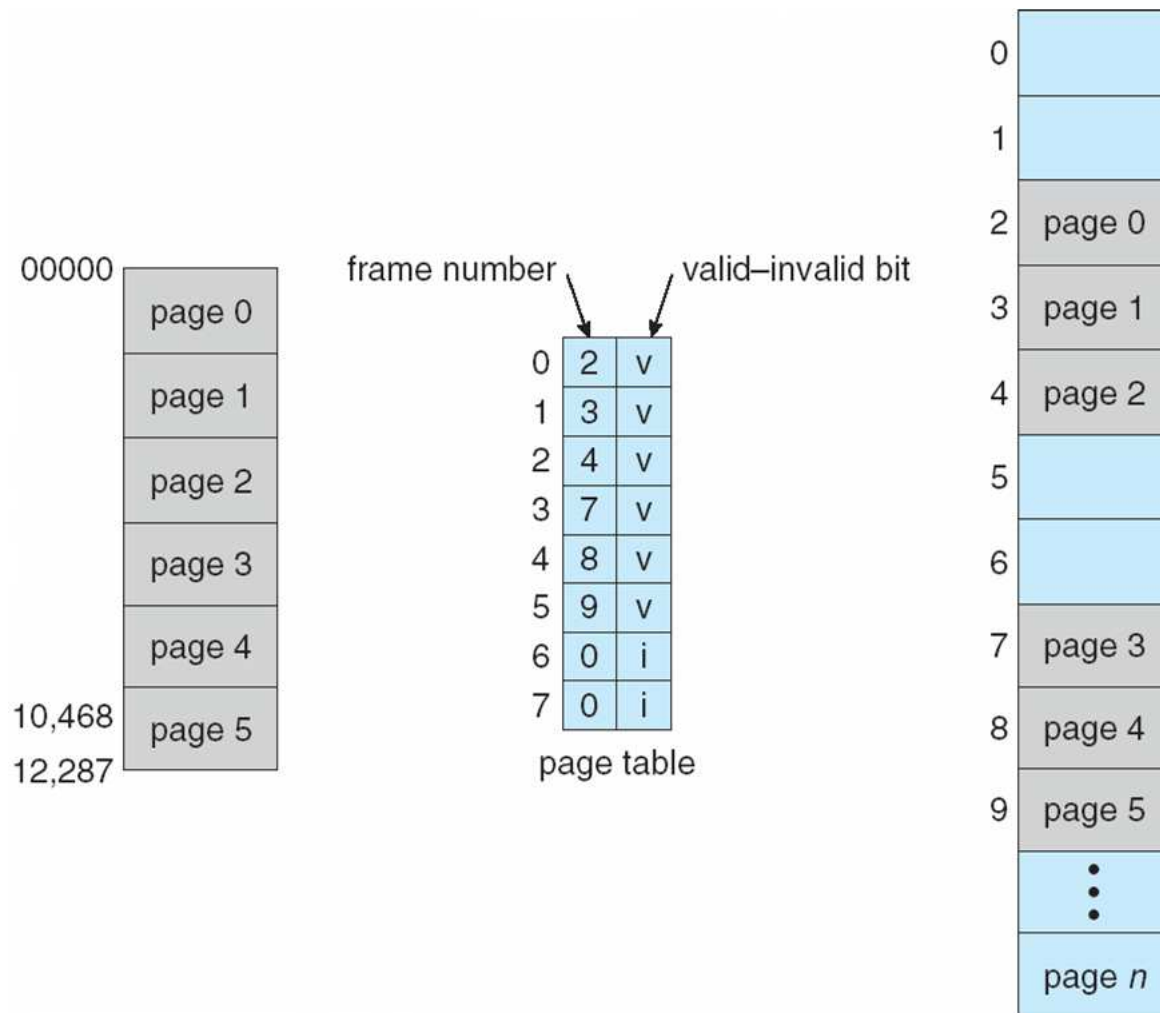 00000
page 0
page 1
page 2
page 3
page 4
10,468
page 5
12,287
frame number
valid–invalid bit
0 2 v
1 3 v
2 4 v
3 7 v
4 8 v
5 9 v
6 0 i
7 0 i
page table
0
1
2 page 0
3 page 1
4 page 2
5
6
7 page 3
8 page 4
9 page 5
page n